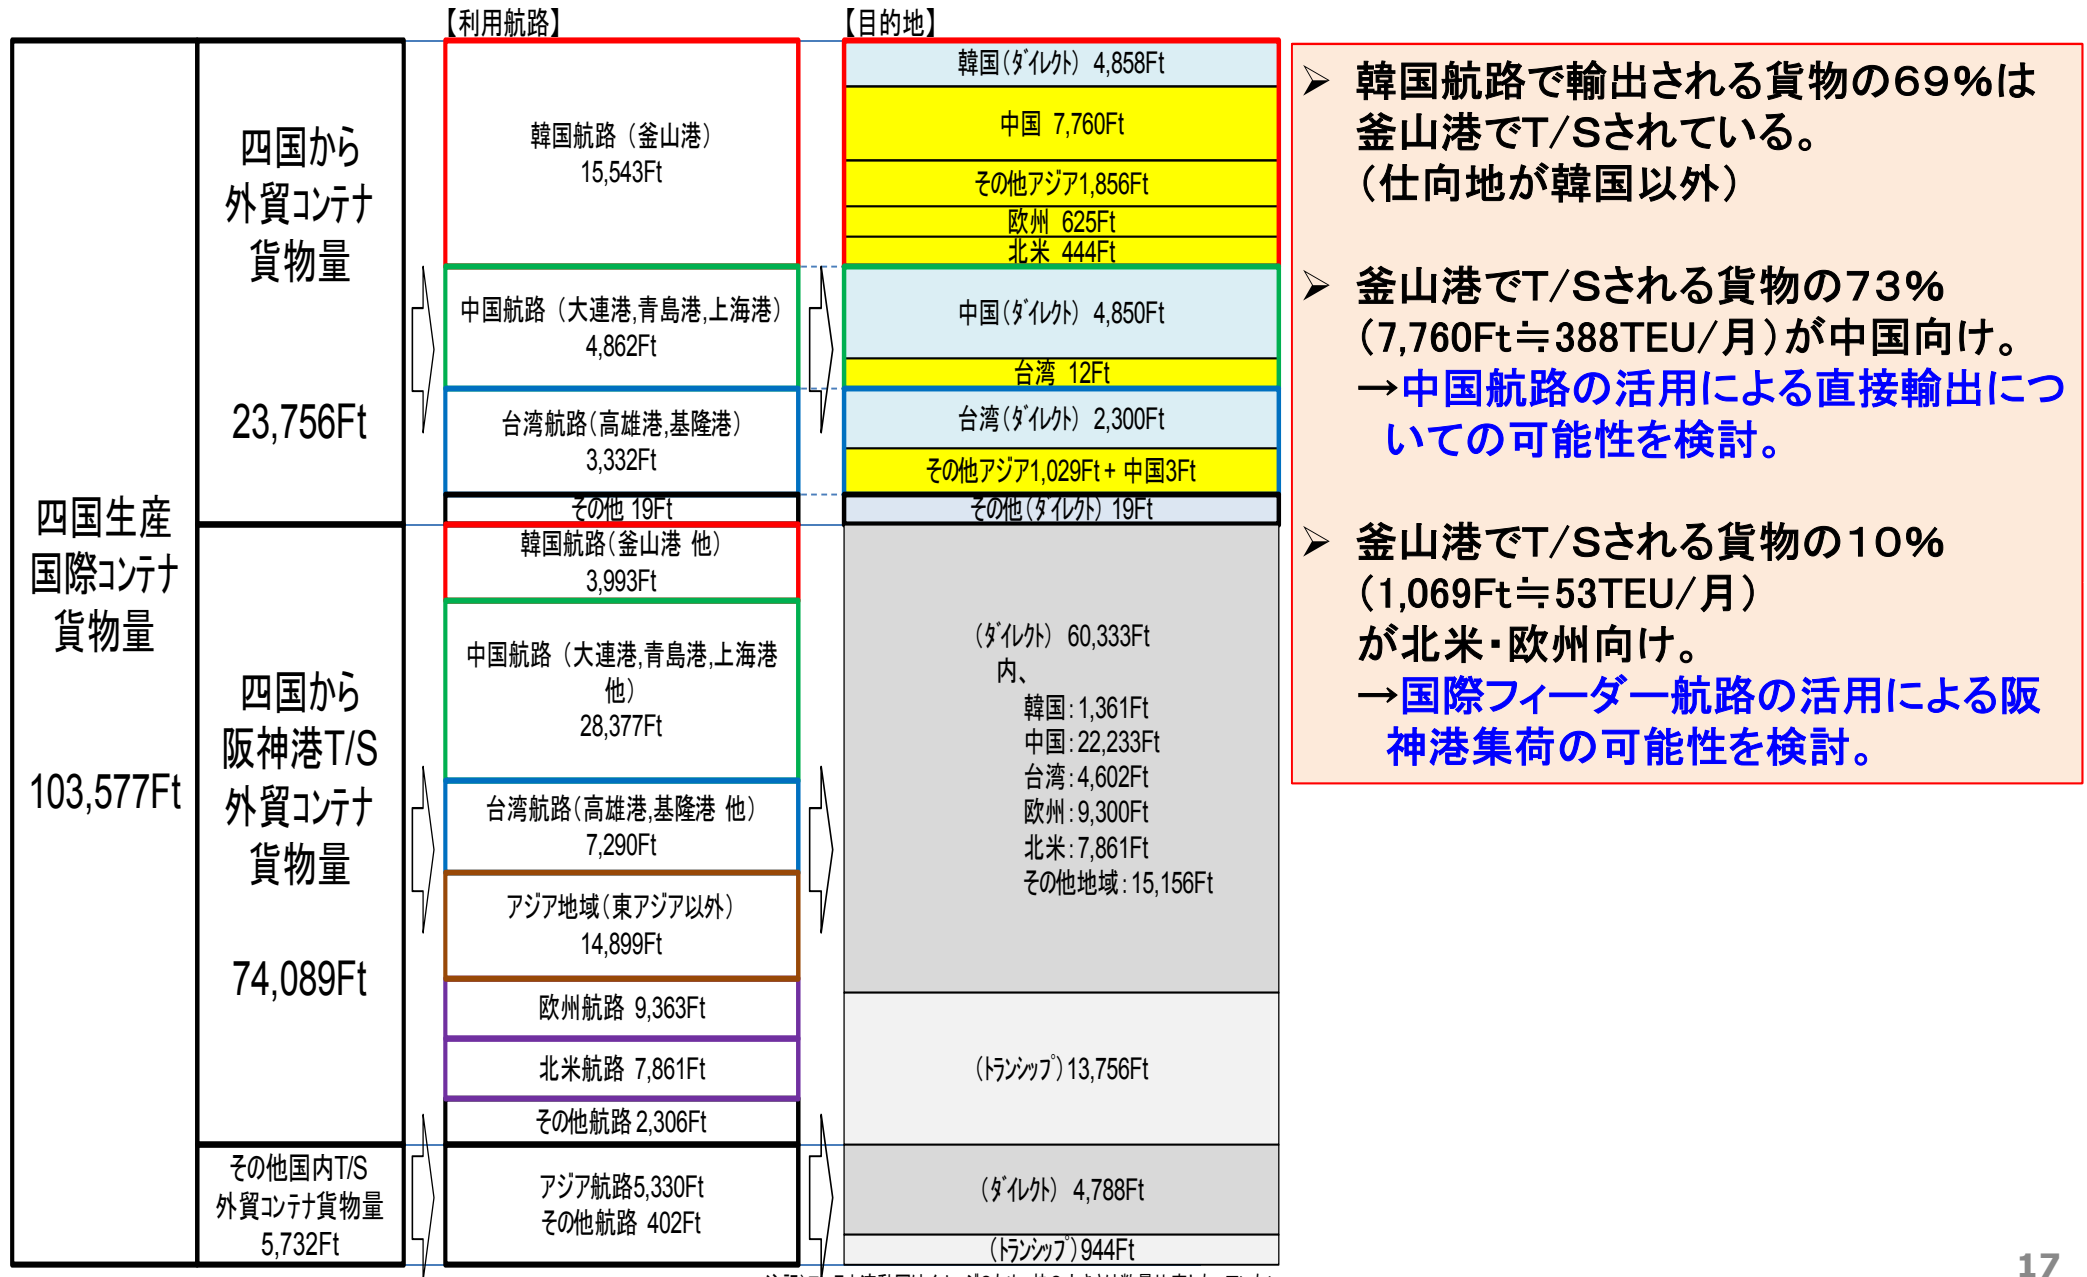 【利用航路】
【目的地】
四国生産
国際コンテナ
貨物量
103,577Ft
四国から
外貿コンテナ
貨物量
23,756Ft
四国から
阪神港T/S
外貿コンテナ
貨物量
74,089Ft
その他国内T/S
外貿コンテナ貨物量
5,732Ft
韓国航路（釜山港）
15,543Ft
中国航路（大連港,青島港,上海港）
4,862Ft
台湾航路（高雄港,基隆港）
3,332Ft
その他 19Ft
韓国航路（釜山港 他）
3,993Ft
中国航路（大連港,青島港,上海港
他）
28,377Ft
台湾航路（高雄港,基隆港 他）
7,290Ft
アジア地域（東アジア以外）
14,899Ft
欧州航路 9,363Ft
北米航路 7,861Ft
その他航路 2,306Ft
アジア航路5,330Ft
その他航路 402Ft
韓国（ﾀﾞｲﾚｸﾄ） 4,858Ft
中国 7,760Ft
その他アジア1,856Ft
欧州 625Ft
北米 444Ft
中国（ﾀﾞｲﾚｸﾄ） 4,850Ft
台湾 12Ft
台湾（ﾀﾞｲﾚｸﾄ） 2,300Ft
その他アジア1,029Ft + 中国3Ft
その他（ﾀﾞｲﾚｸﾄ） 19Ft
（ﾀﾞｲﾚｸﾄ） 60,333Ft
内、
韓国：1,361Ft
中国：22,233Ft
台湾：4,602Ft
欧州：9,300Ft
北米：7,861Ft
その他地域：15,156Ft
（ﾄﾗﾝｼｯﾌﾟ）13,756Ft
（ﾀﾞｲﾚｸﾄ） 4,788Ft
（ﾄﾗﾝｼｯﾌﾟ）944Ft
➢ 韓国航路で輸出される貨物の69%は
釜山港でT/Sされている。
（仕向地が韓国以外）
➢ 釜山港でT/Sされる貨物の73%
（7,760Ft≒388TEU/月）が中国向け。
→中国航路の活用による直接輸出につ
いての可能性を検討。
➢ 釜山港でT/Sされる貨物の10%
（1,069Ft≒53TEU/月）
が北米・欧州向け。
→国際フィーダー航路の活用による阪
神港集荷の可能性を検討。
17